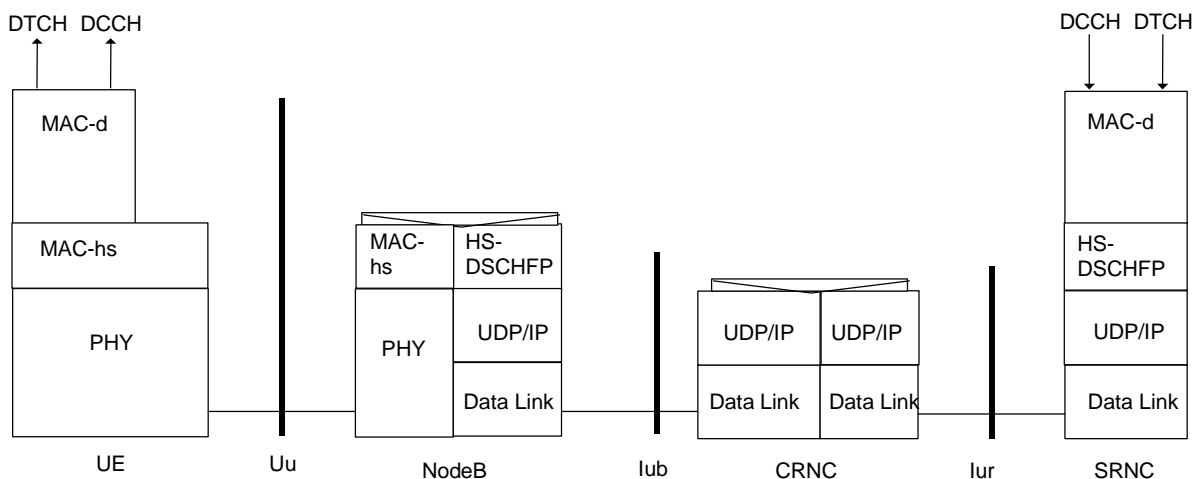 DTCH DCCH
DCCH DTCH
MAC-d
MAC-d
MAC-hs
MAC-
hs
HS-
DSCHFP
HS-
DSCHFP
PHY
PHY
UDP/IP
UDP/IP
UDP/IP
UDP/IP
Data Link
Data Link
Data Link
Data Link
UE
Uu
NodeB
Iub
CRNC
Iur
SRNC